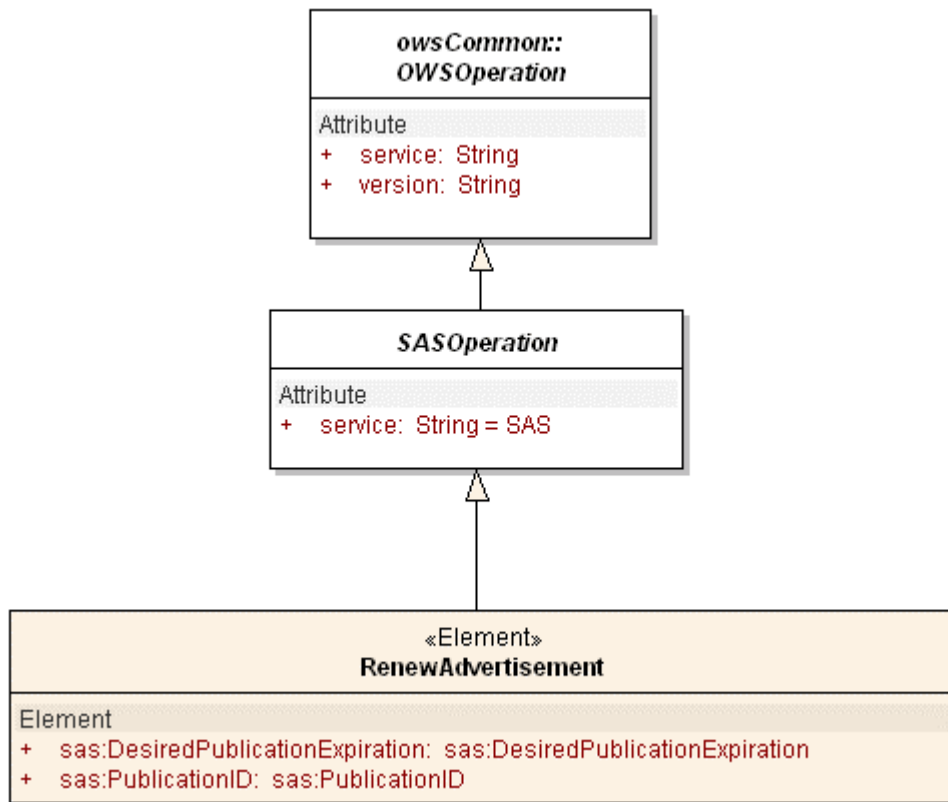 owsCommon::
OWSOperation
Attribute
+ service: String
+ version: String
SASOperation
Attribute
+ service: String = SAS
«Element»
RenewAdvertisement
Element
+ sas:DesiredPublicationExpiration: sas:DesiredPublicationExpiration
+ sas:PublicationID: sas:PublicationID